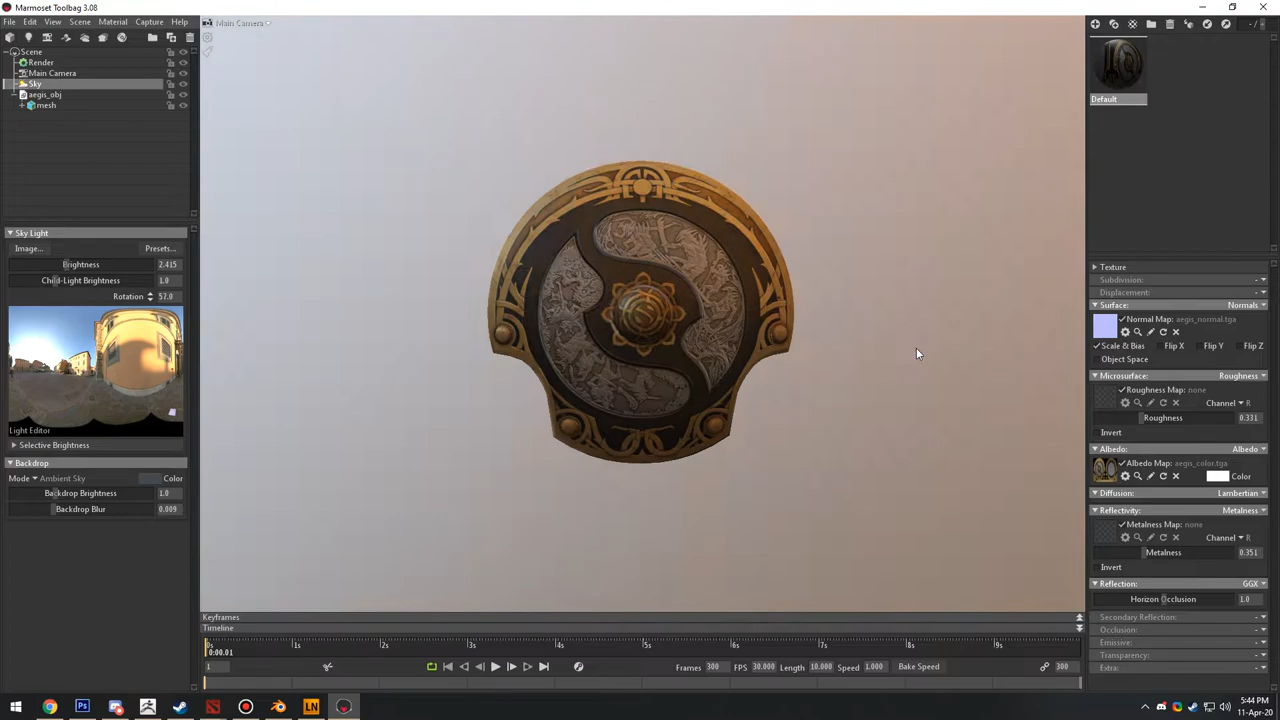 Marmoset Toolbag 3.08
File Edit View Scene Material Capture Help
Main Camera
- / -
Scene
Render
Main Camera
Sky
aegis_obj
mesh
Default
Sky Light
Image...
Presets...
Brightness 2.415
Child-Light Brightness 1.0
Rotation 57.0
Light Editor
Selective Brightness
Backdrop
Mode Ambient Sky Color
Backdrop Brightness 1.0
Backdrop Blur 0.009
Texture
Subdivision: -
Displacement: -
Surface: Normals
Normal Map: aegis_normal.tga
Scale & Bias Flip X Flip Y Flip Z
Object Space
Microsurface: Roughness
Roughness Map: none
Channel R
Roughness 0.331
Invert
Albedo: Albedo
Albedo Map: aegis_color.tga
Color
Diffusion: Lambertian
Reflectivity: Metalness
Metalness Map: none
Channel R
Metalness 0.351
Invert
Reflection: GGX
Horizon Occlusion 1.0
Secondary Reflection: -
Occlusion: -
Emissive: -
Transparency: -
Extra: -
Keyframes
Timeline
0s 1s 2s 3s 4s 5s 6s 7s 8s 9s
0:00.01
1 Frames 300 FPS 30.000 Length 10.000 Speed 1.000 Bake Speed 300
Ps LN
5:44 PM
11-Apr-20